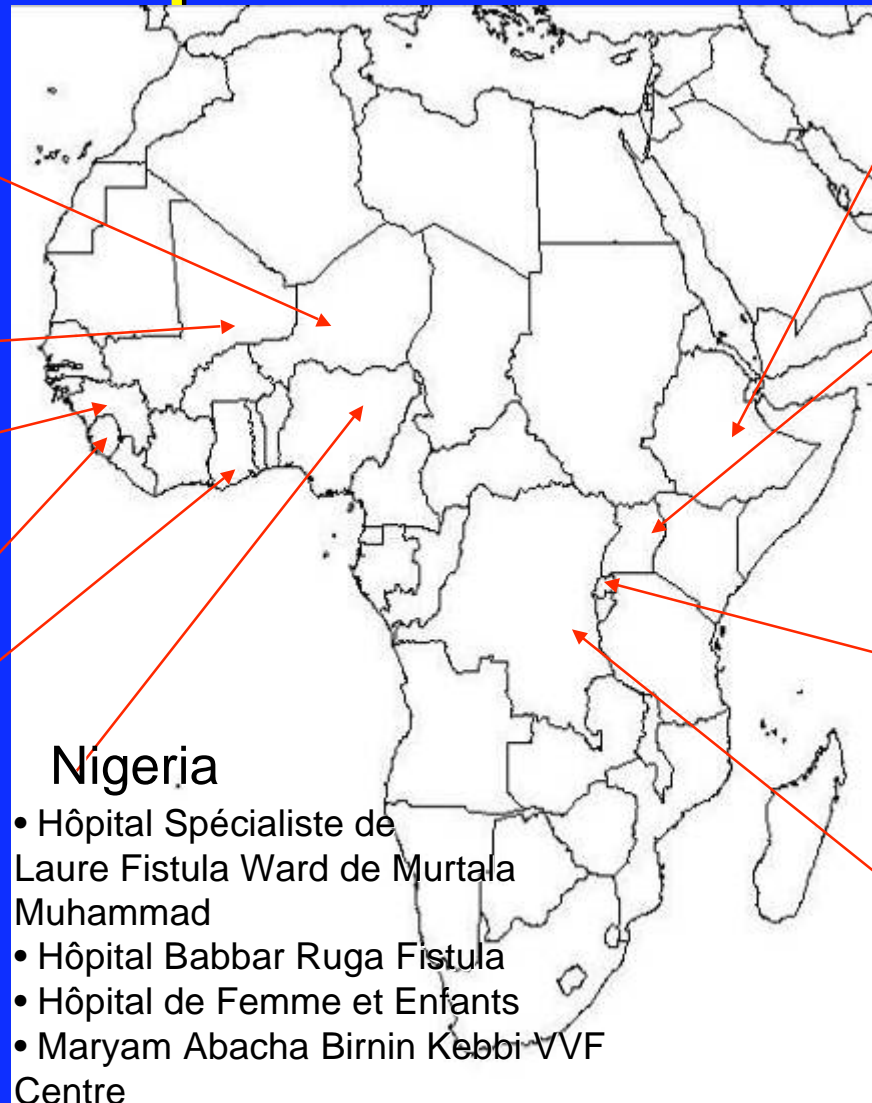 Nigeria
• Hôpital Spécialiste de
Laure Fistula Ward de Murtala
Muhammad
• Hôpital Babbar Ruga Fistula
• Hôpital de Femme et Enfants
• Maryam Abacha Birnin Kebbi VVF
Centre